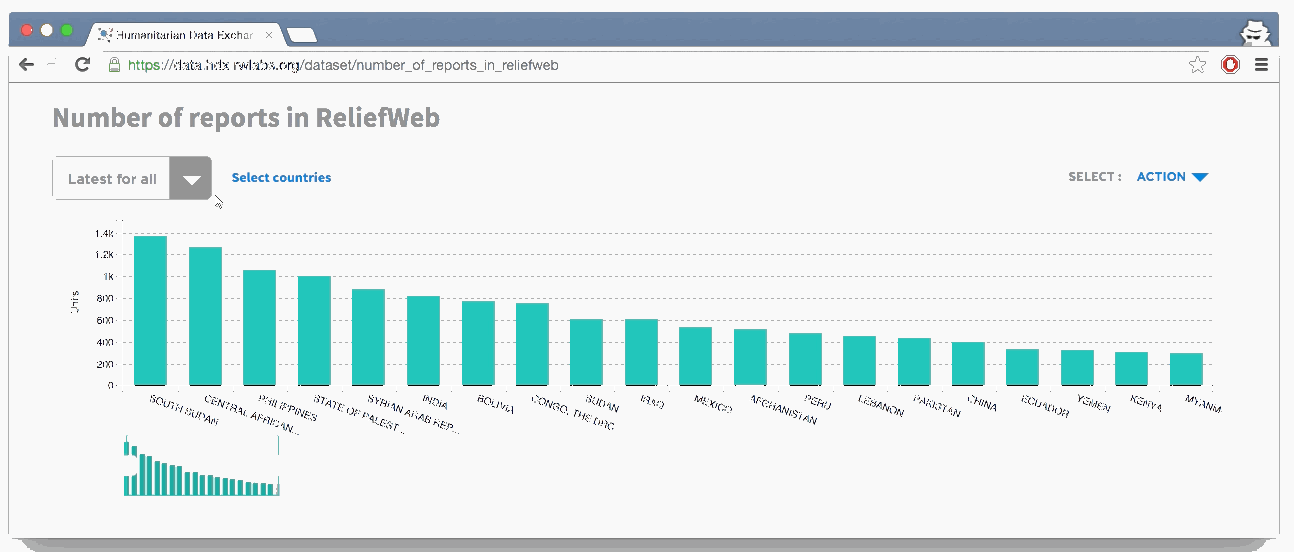 Humanitarian Data Exchar
https://data.hdx.rwlabs.org/dataset/number_of_reports_in_reliefweb
Number of reports in ReliefWeb
Latest for all
Select countries
SELECT :
ACTION
Units
1.4k
1.2k
1k
800
600
400
200
0
SOUTH SUDAN
CENTRAL AFRICAN...
PHILIPPINES
STATE OF PALEST...
SYRIAN ARAB REP...
INDIA
BOLIVIA
CONGO, THE DRC
SUDAN
IRAQ
MEXICO
AFGHANISTAN
PERU
LEBANON
PAKISTAN
CHINA
ECUADOR
YEMEN
KENYA
MYANM